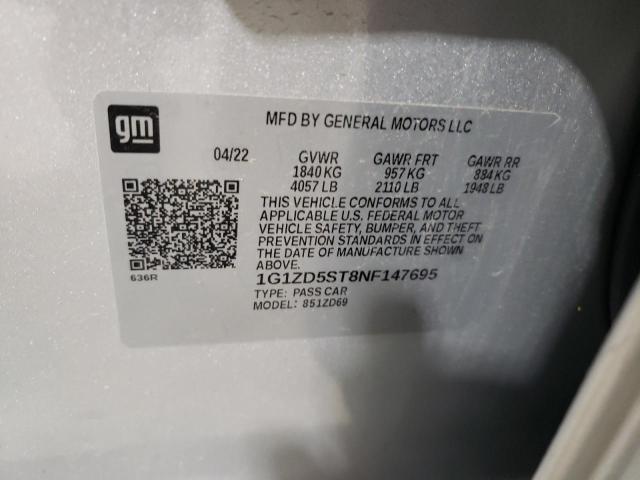 gm
MFD BY GENERAL MOTORS LLC
04/22 GVWR GAWR FRT GAWR RR
1840 KG 957 KG 884 KG
4057 LB 2110 LB 1948 LB
THIS VEHICLE CONFORMS TO ALL
APPLICABLE U.S. FEDERAL MOTOR
VEHICLE SAFETY, BUMPER, AND THEFT
PREVENTION STANDARDS IN EFFECT ON
THE DATE OF MANUFACTURE SHOWN
ABOVE.
636R
1G1ZD5ST8NF147695
TYPE: PASS CAR
MODEL: 851ZD69